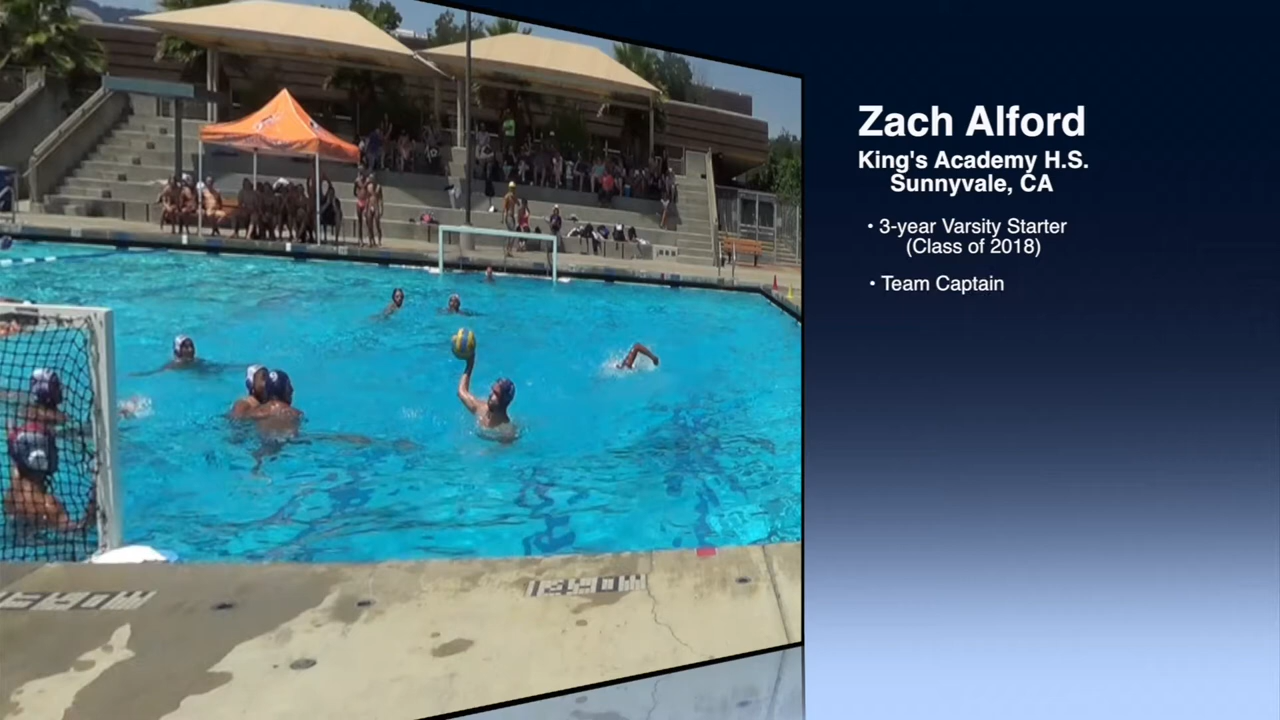 Zach Alford
King's Academy H.S.
Sunnyvale, CA
• 3-year Varsity Starter
(Class of 2018)
• Team Captain